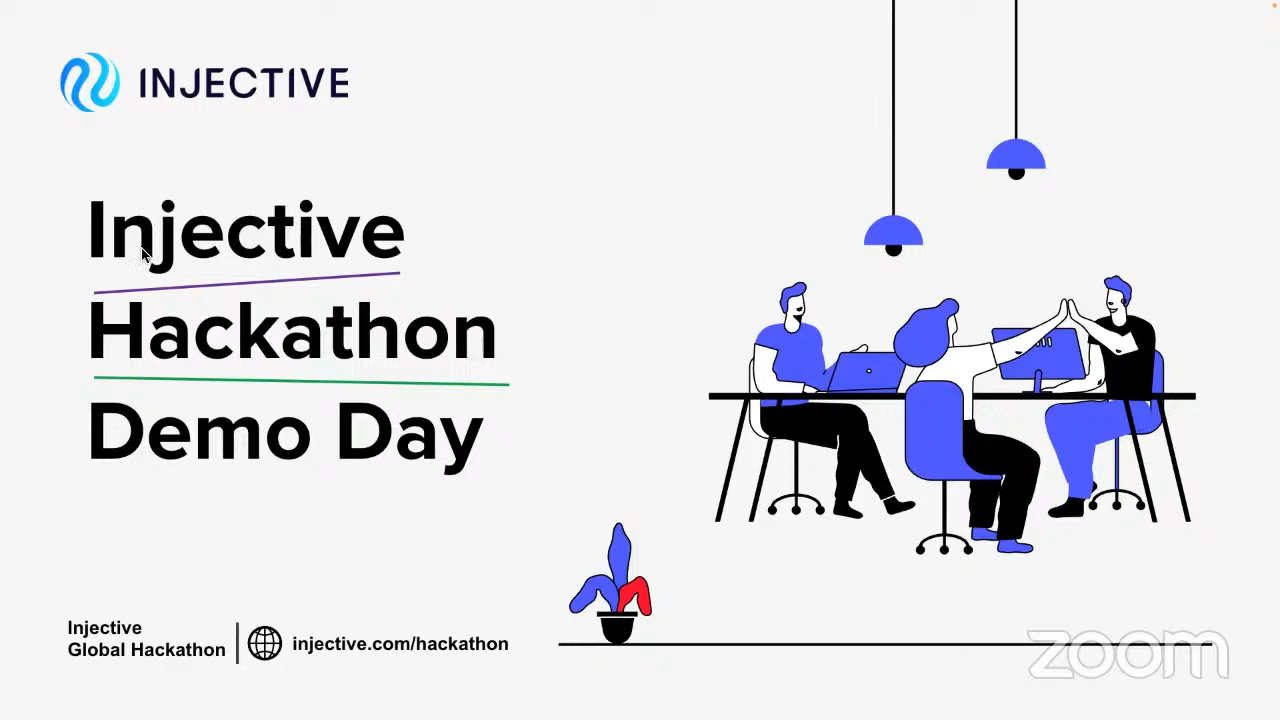 INJECTIVE
Injective
Hackathon
Demo Day
Injective
Global Hackathon
injective.com/hackathon
zoom